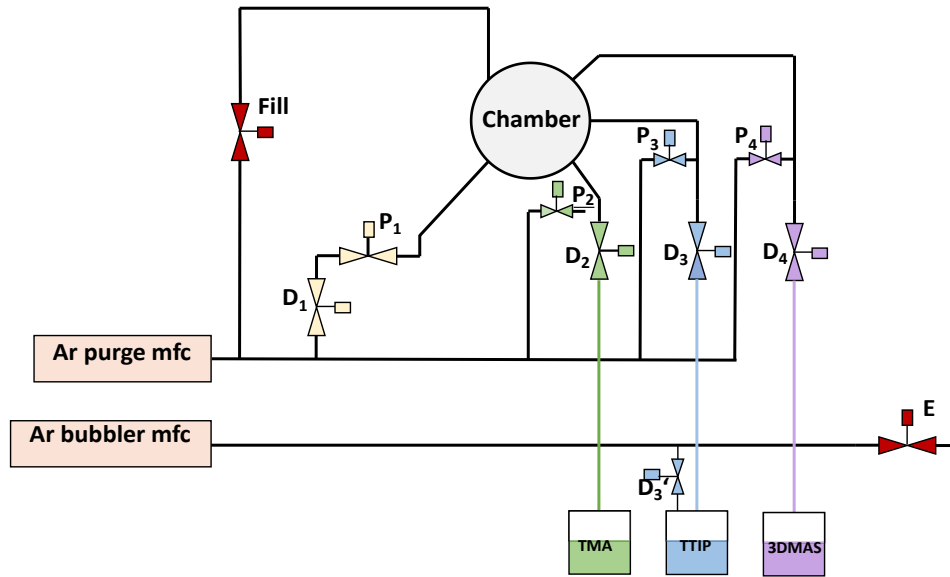 Fill
Chamber
P3
P4
P2
P1
D2
D3
D4
D1
Ar purge mfc
Ar bubbler mfc
E
D3‘
TMA
TTIP
3DMAS